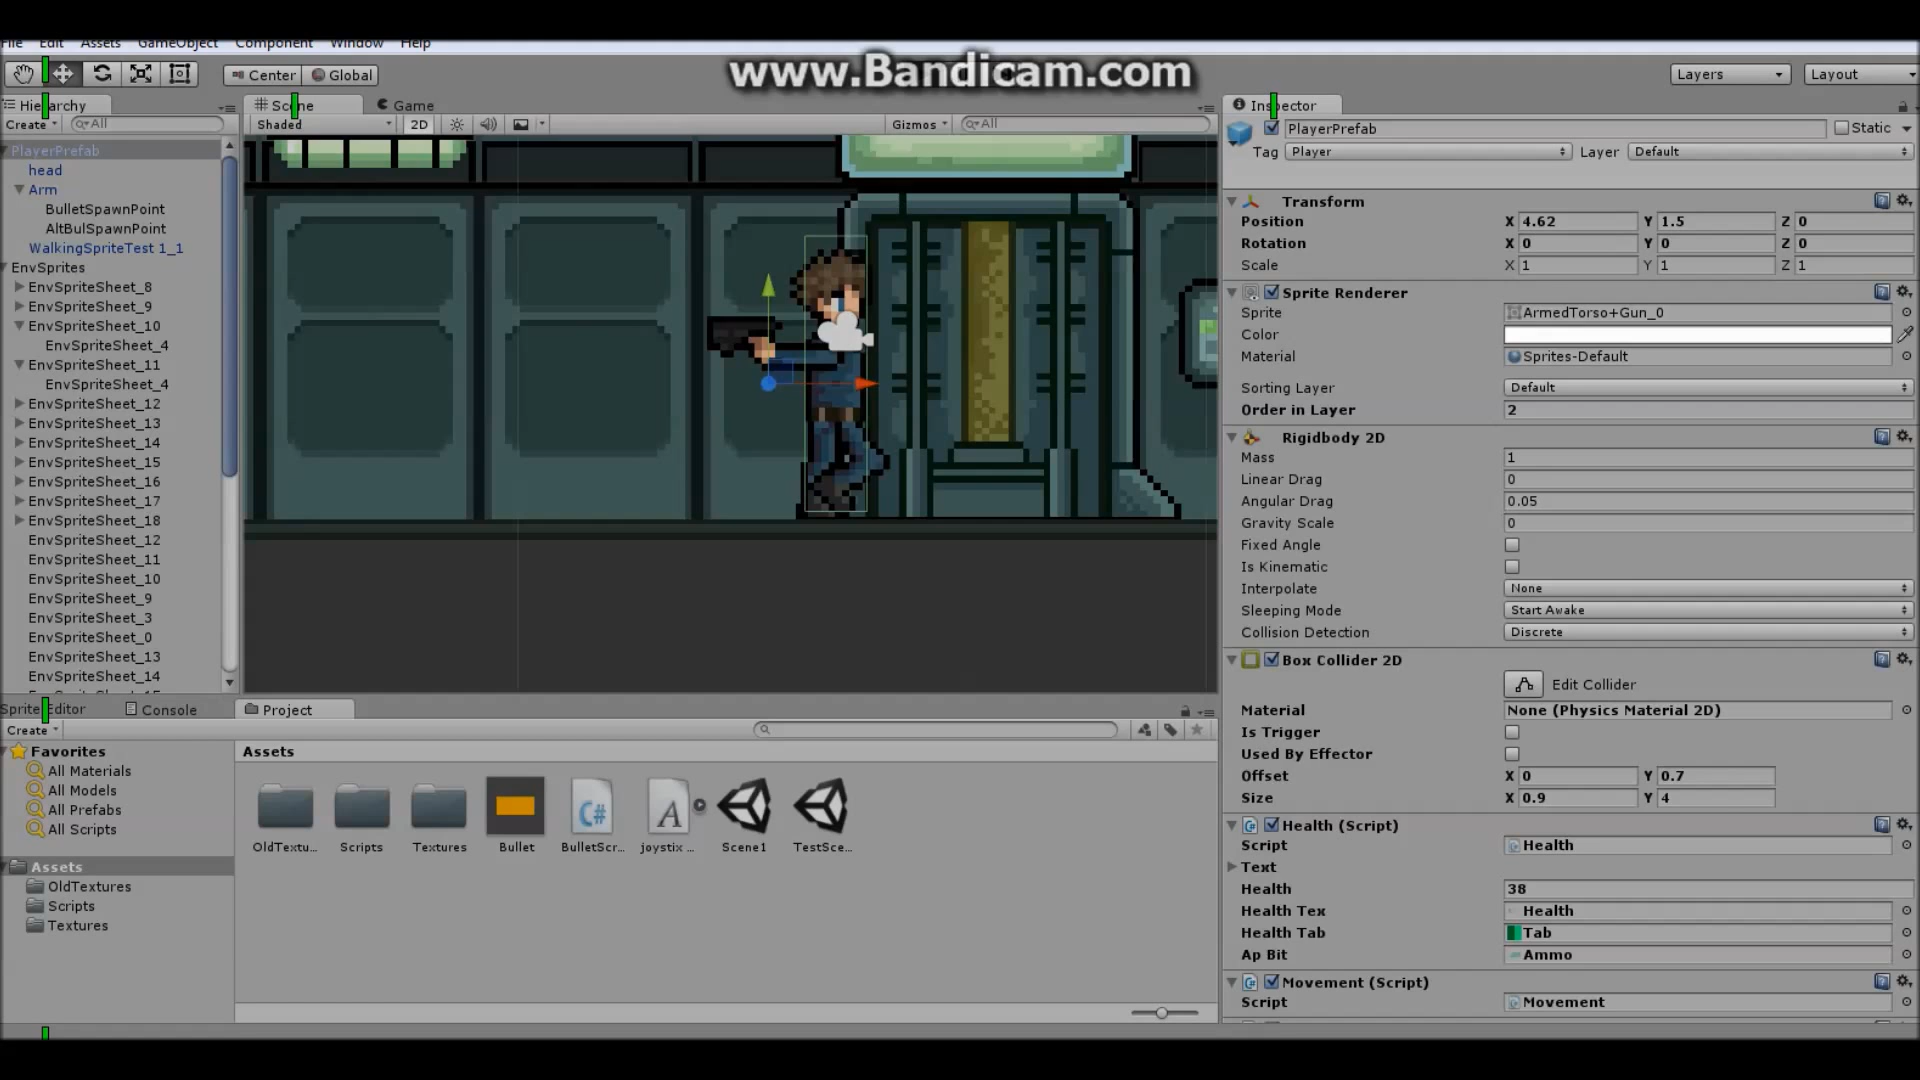 File Edit Assets GameObject Component Window Help
www.Bandicam.com
Center Global
Layers Layout
Hierarchy
Create All
PlayerPrefab
head
Arm
BulletSpawnPoint
AltBulSpawnPoint
WalkingSpriteTest 1_1
EnvSprites
EnvSpriteSheet_8
EnvSpriteSheet_9
EnvSpriteSheet_10
EnvSpriteSheet_4
EnvSpriteSheet_11
EnvSpriteSheet_4
EnvSpriteSheet_12
EnvSpriteSheet_13
EnvSpriteSheet_14
EnvSpriteSheet_15
EnvSpriteSheet_16
EnvSpriteSheet_17
EnvSpriteSheet_18
EnvSpriteSheet_12
EnvSpriteSheet_11
EnvSpriteSheet_10
EnvSpriteSheet_9
EnvSpriteSheet_3
EnvSpriteSheet_0
EnvSpriteSheet_13
EnvSpriteSheet_14
Scene Game
Shaded 2D Gizmos All
Inspector
PlayerPrefab Static
Tag Player Layer Default
Transform
Position X 4.62 Y 1.5 Z 0
Rotation X 0 Y 0 Z 0
Scale X 1 Y 1 Z 1
Sprite Renderer
Sprite ArmedTorso+Gun_0
Color
Material Sprites-Default
Sorting Layer Default
Order in Layer 2
Rigidbody 2D
Mass 1
Linear Drag 0
Angular Drag 0.05
Gravity Scale 0
Fixed Angle
Is Kinematic
Interpolate None
Sleeping Mode Start Awake
Collision Detection Discrete
Box Collider 2D
Edit Collider
Material None (Physics Material 2D)
Is Trigger
Used By Effector
Offset X 0 Y 0.7
Size X 0.9 Y 4
Health (Script)
Script Health
Text
Health 38
Health Tex Health
Health Tab Tab
Ap Bit Ammo
Movement (Script)
Script Movement
Sprite Editor Console Project
Create
Favorites
All Materials
All Models
All Prefabs
All Scripts
Assets
OldTextures
Scripts
Textures
Assets
OldTextu... Scripts Textures Bullet BulletScr... joystix ... Scene1 TestSce...